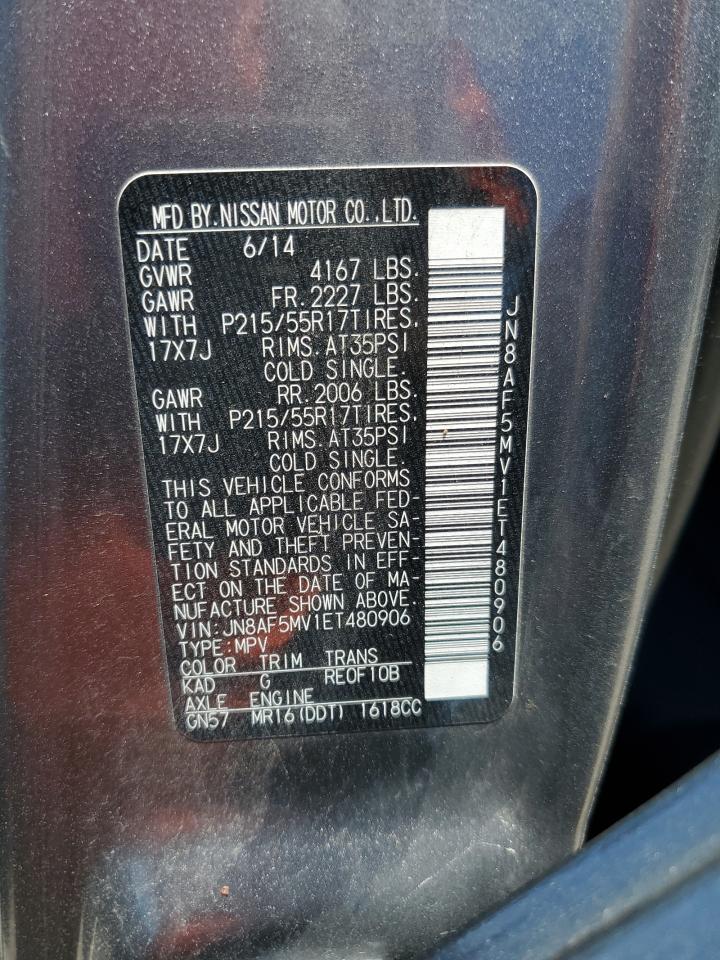 MFD BY.NISSAN MOTOR CO.,LTD.
DATE 6/14
GVWR 4167 LBS.
GAWR FR.2227 LBS.
WITH P215/55R17TIRES.
17X7J RIMS.AT35PSI
COLD SINGLE.
GAWR RR.2006 LBS.
WITH P215/55R17TIRES.
17X7J RIMS.AT35PSI
COLD SINGLE.
THIS VEHICLE CONFORMS
TO ALL APPLICABLE FED-
ERAL MOTOR VEHICLE SA-
FETY AND THEFT PREVEN-
TION STANDARDS IN EFF-
ECT ON THE DATE OF MA-
NUFACTURE SHOWN ABOVE.
VIN:JN8AF5MV1ET480906
TYPE:MPV
COLOR TRIM TRANS
KAD G REOF10B
AXLE ENGINE
GN57 MR16(DDT) 1618CC
JN8AF5MV1ET480906